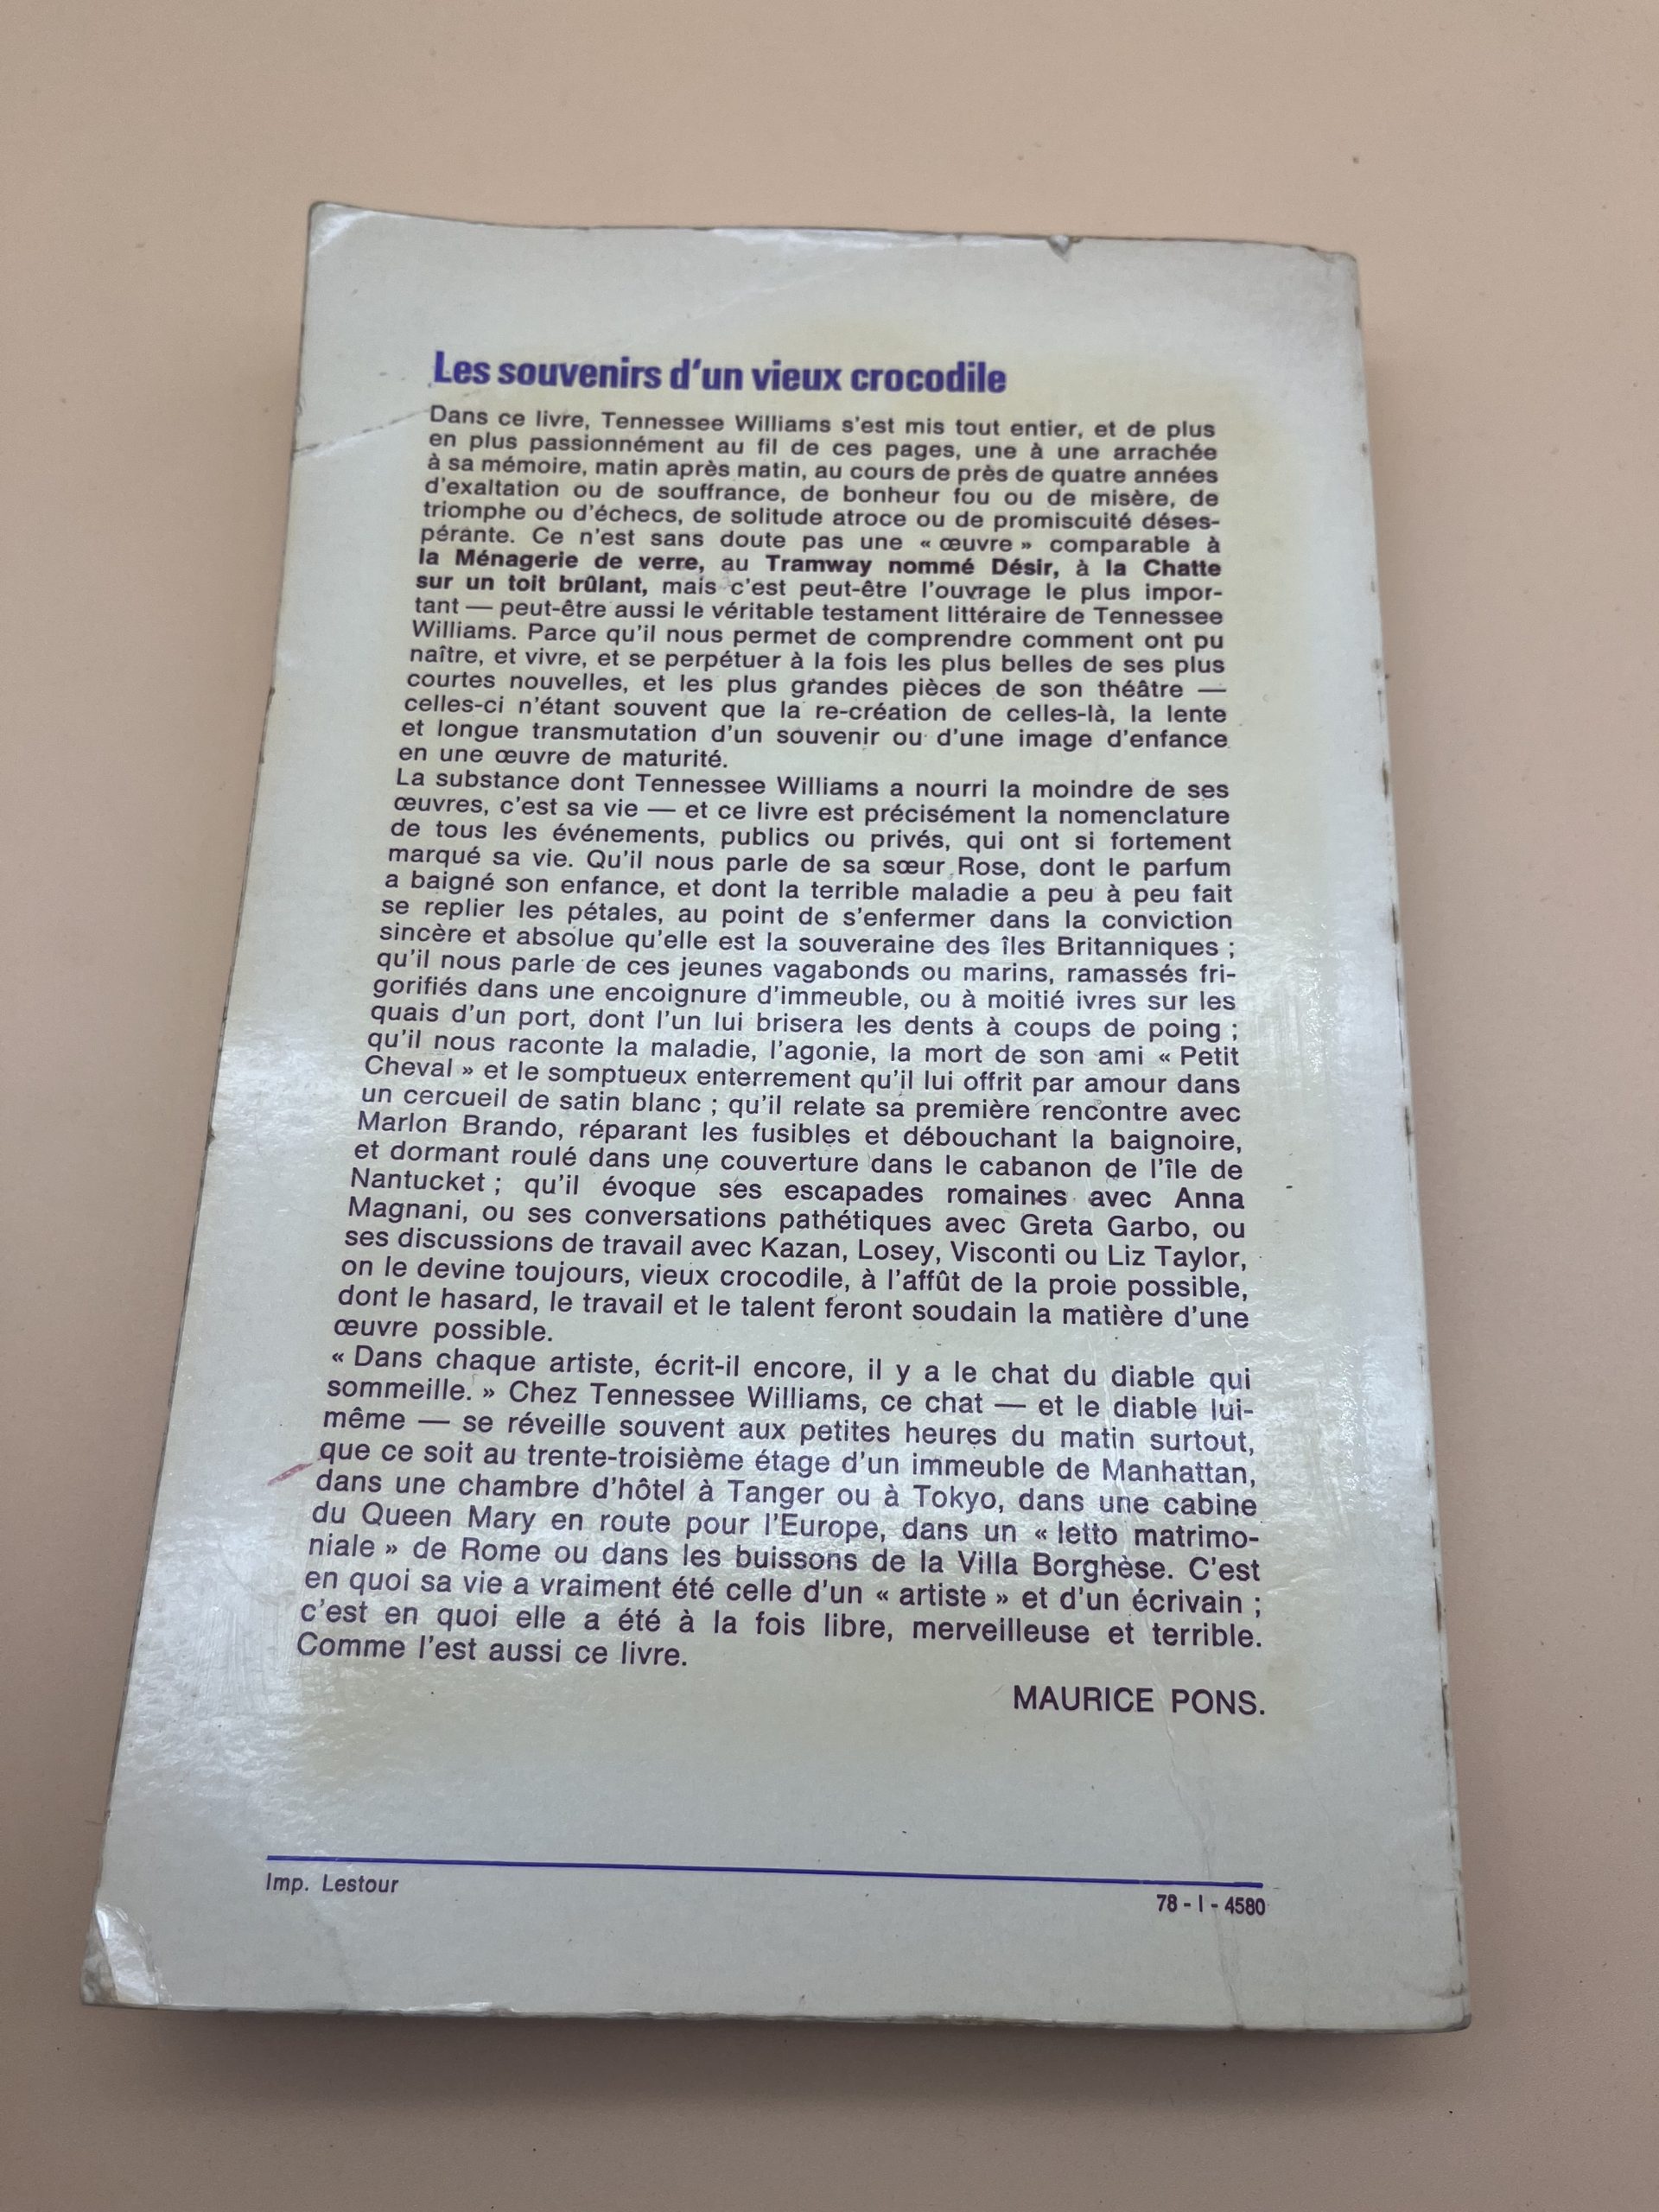 Les souvenirs d'un vieux crocodile
Dans ce livre, Tennessee Williams s'est mis tout entier, et de plus
en plus passionnément au fil de ces pages, une à une arrachée
à sa mémoire, matin après matin, au cours de près de quatre années
d'exaltation ou de souffrance, de bonheur fou ou de misère, de
triomphe ou d'échecs, de solitude atroce ou de promiscuité déses-
pérante. Ce n'est sans doute pas une « œuvre » comparable à
la Ménagerie de verre, au Tramway nommé Désir, à la Chatte
sur un toit brûlant, mais c'est peut-être l'ouvrage le plus impor-
tant — peut-être aussi le véritable testament littéraire de Tennessee
Williams. Parce qu'il nous permet de comprendre comment ont pu
naître, et vivre, et se perpétuer à la fois les plus belles de ses plus
courtes nouvelles, et les plus grandes pièces de son théâtre —
celles-ci n'étant souvent que la re-création de celles-là, la lente
et longue transmutation d'un souvenir ou d'une image d'enfance
en une œuvre de maturité.
La substance dont Tennessee Williams a nourri la moindre de ses
œuvres, c'est sa vie — et ce livre est précisément la nomenclature
de tous les événements, publics ou privés, qui ont si fortement
marqué sa vie. Qu'il nous parle de sa sœur Rose, dont le parfum
a baigné son enfance, et dont la terrible maladie a peu à peu fait
se replier les pétales, au point de s'enfermer dans la conviction
sincère et absolue qu'elle est la souveraine des îles Britanniques ;
qu'il nous parle de ces jeunes vagabonds ou marins, ramassés fri-
gorifiés dans une encoignure d'immeuble, ou à moitié ivres sur les
quais d'un port, dont l'un lui brisera les dents à coups de poing ;
qu'il nous raconte la maladie, l'agonie, la mort de son ami « Petit
Cheval » et le somptueux enterrement qu'il lui offrit par amour dans
un cercueil de satin blanc ; qu'il relate sa première rencontre avec
Marlon Brando, réparant les fusibles et débouchant la baignoire,
et dormant roulé dans une couverture dans le cabanon de l'île de
Nantucket ; qu'il évoque ses escapades romaines avec Anna
Magnani, ou ses conversations pathétiques avec Greta Garbo, ou
ses discussions de travail avec Kazan, Losey, Visconti ou Liz Taylor,
on le devine toujours, vieux crocodile, à l'affût de la proie possible,
dont le hasard, le travail et le talent feront soudain la matière d'une
œuvre possible.
« Dans chaque artiste, écrit-il encore, il y a le chat du diable qui
sommeille. » Chez Tennessee Williams, ce chat — et le diable lui-
même — se réveille souvent aux petites heures du matin surtout,
que ce soit au trente-troisième étage d'un immeuble de Manhattan,
dans une chambre d'hôtel à Tanger ou à Tokyo, dans une cabine
du Queen Mary en route pour l'Europe, dans un « letto matrimo-
niale » de Rome ou dans les buissons de la Villa Borghèse. C'est
en quoi sa vie a vraiment été celle d'un « artiste » et d'un écrivain ;
c'est en quoi elle a été à la fois libre, merveilleuse et terrible.
Comme l'est aussi ce livre.
MAURICE PONS.
Imp. Lestour
78 - I - 4580